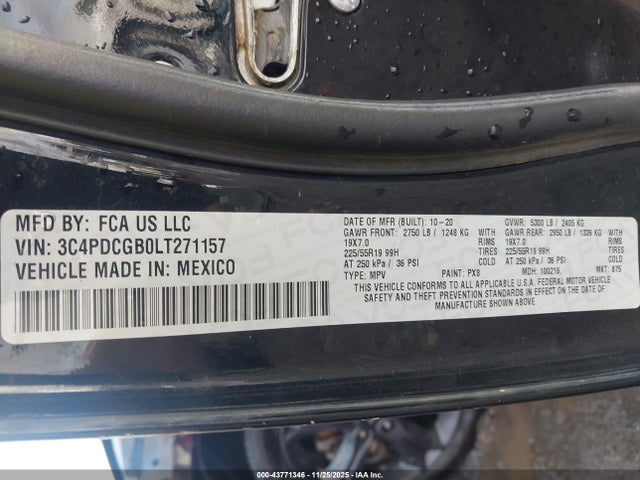 MFD BY: FCA US LLC
VIN: 3C4PDCGB0LT271157
VEHICLE MADE IN: MEXICO
DATE OF MFR (BUILT): 10-20 GVWR: 5300 LB / 2405 KG
GAWR FRONT: 2750 LB / 1248 KG GAWR REAR: 2950 LB / 1339 KG
19X7.0 RIMS 19X7.0 RIMS
225/55R19 99H TIRES 225/55R19 99H TIRES
AT 250 kPa / 36 PSI COLD AT 250 kPa / 36 PSI COLD
TYPE: MPV PAINT: PX8 MDH: 100216 MKT: 875
THIS VEHICLE CONFORMS TO ALL APPLICABLE U.S.A. FEDERAL MOTOR VEHICLE
SAFETY AND THEFT PREVENTION STANDARDS IN EFFECT ON THE DATE OF
MANUFACTURE SHOWN ABOVE.
000-43771346 - 11/25/2025 - IAA Inc.